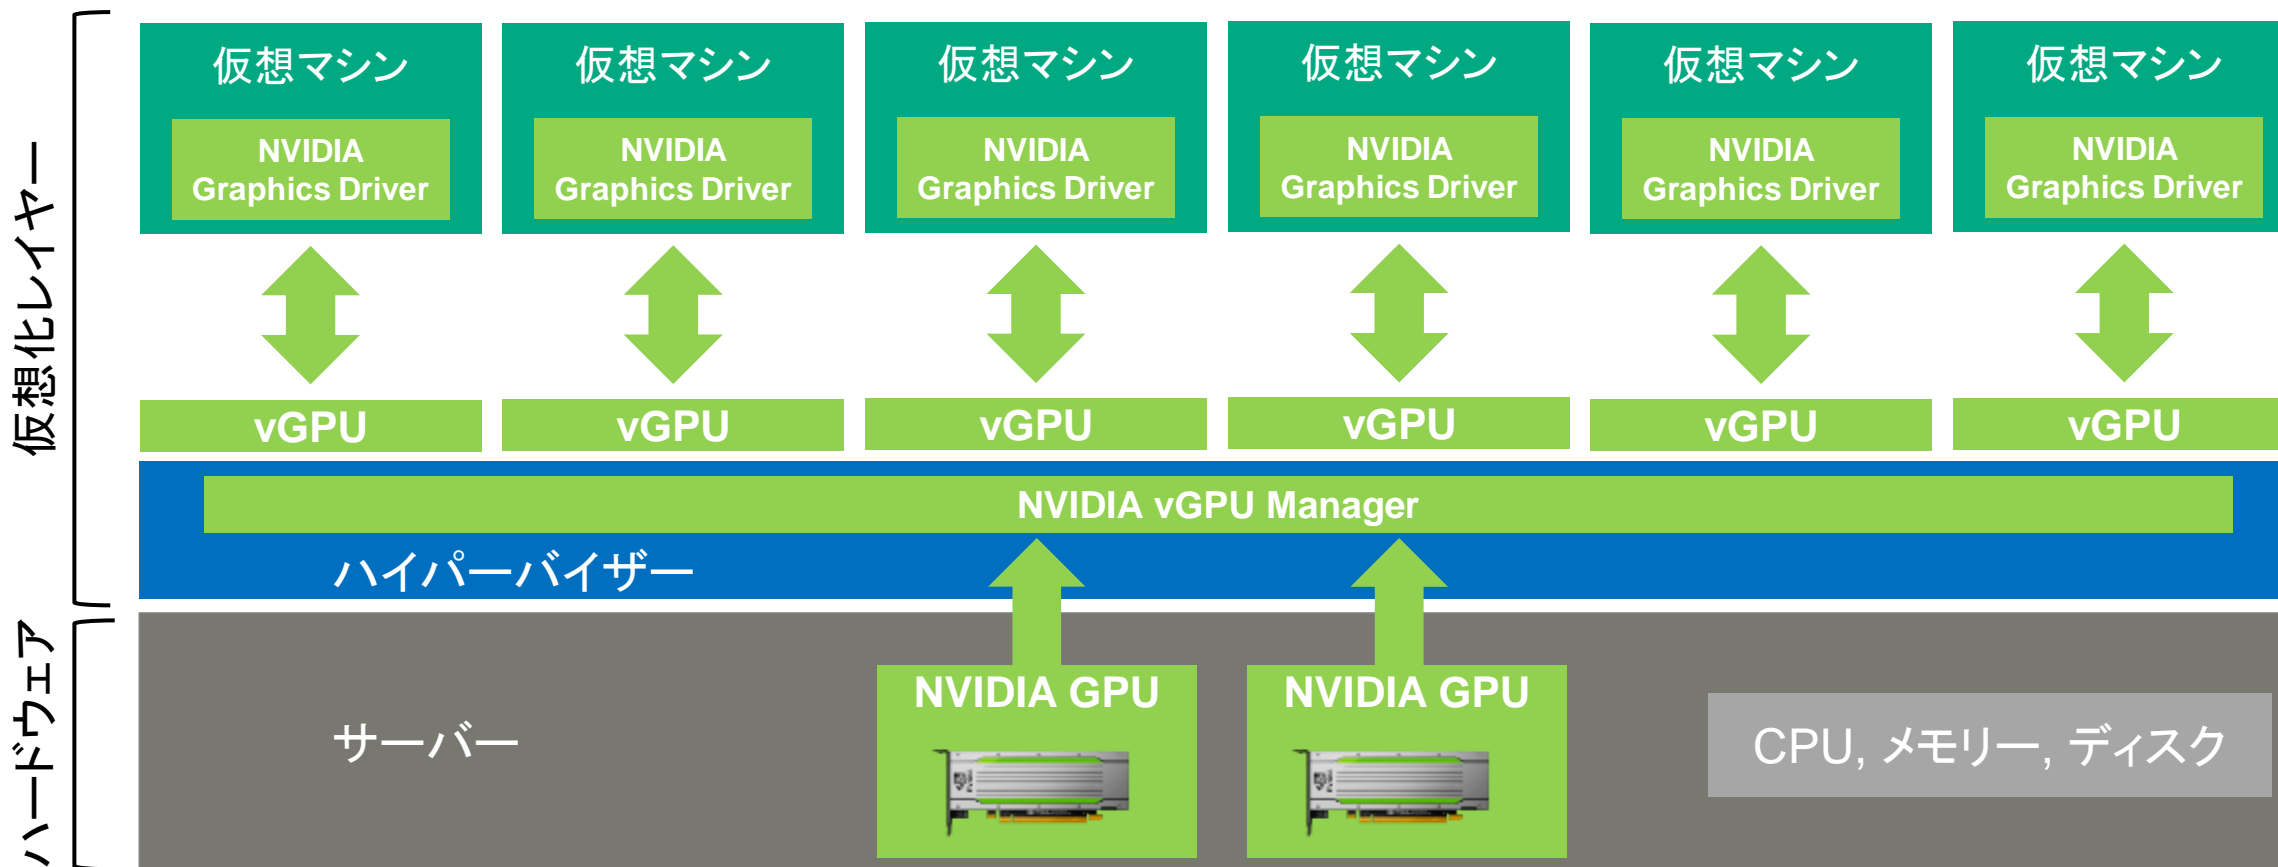 仮想化レイヤー
仮想マシン
NVIDIA
Graphics Driver
仮想マシン
NVIDIA
Graphics Driver
仮想マシン
NVIDIA
Graphics Driver
仮想マシン
NVIDIA
Graphics Driver
仮想マシン
NVIDIA
Graphics Driver
仮想マシン
NVIDIA
Graphics Driver
vGPU
vGPU
vGPU
vGPU
vGPU
vGPU
NVIDIA vGPU Manager
ハイパーバイザー
ハードウェア
サーバー
NVIDIA GPU
NVIDIA GPU
CPU, メモリー, ディスク